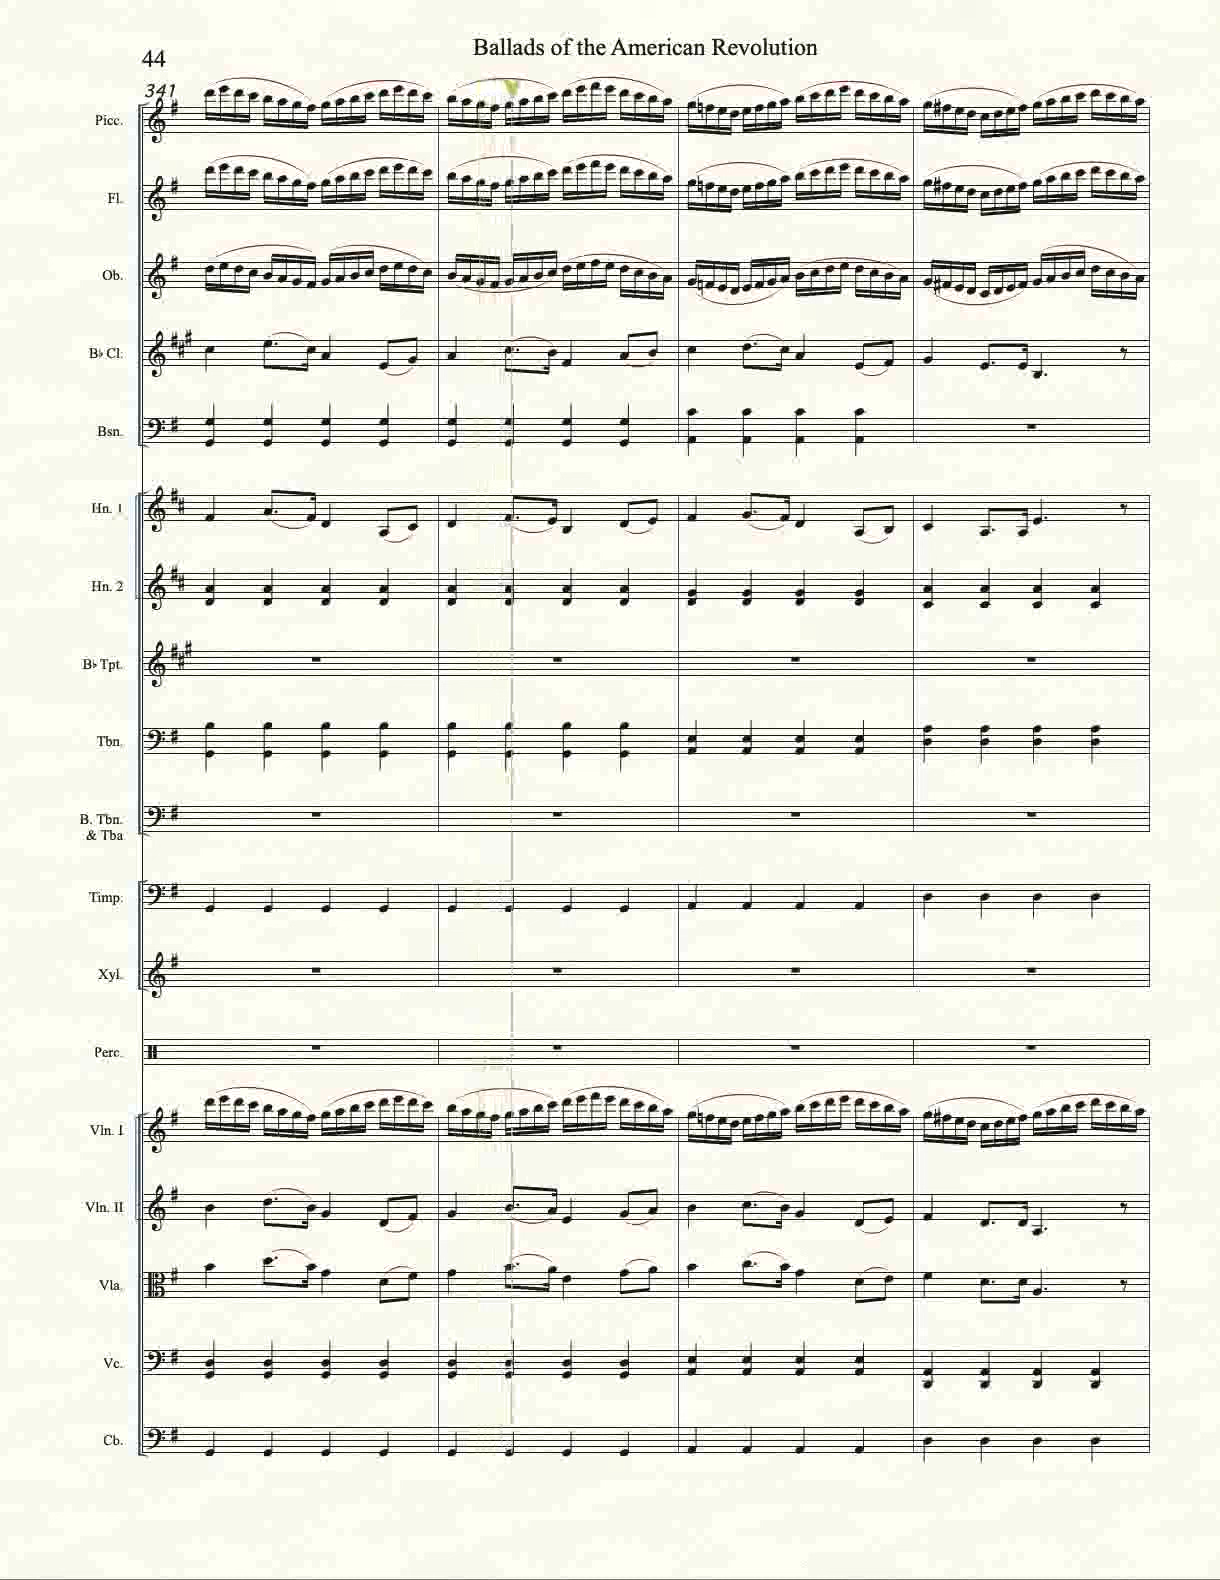 44
Ballads of the American Revolution
341
Picc.
Fl.
Ob.
B♭ Cl.
Bsn.
Hn. 1
Hn. 2
B♭ Tpt.
Tbn.
B. Tbn.
& Tba
Timp.
Xyl.
Perc.
Vln. I
Vln. II
Vla.
Vc.
Cb.